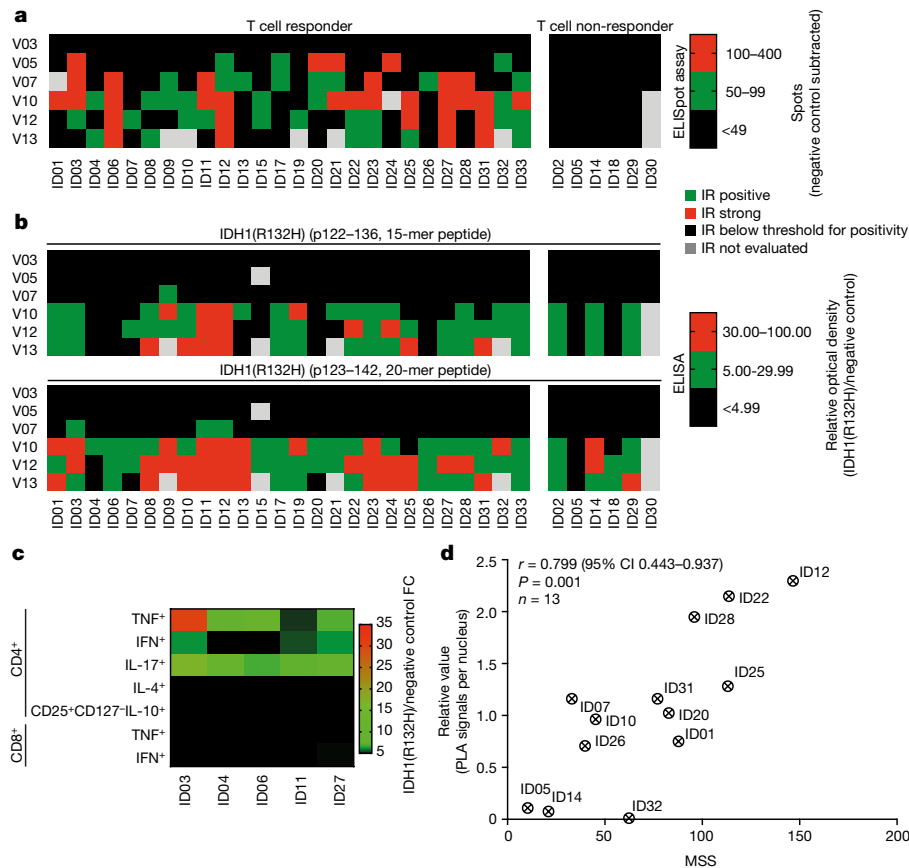 a
T cell responder
T cell non-responder
V03
V05
V07
V10
V12
V13
ID01 ID03 ID04 ID06 ID07 ID08 ID09 ID10 ID11 ID12 ID13 ID15 ID17 ID19 ID20 ID21 ID22 ID23 ID24 ID25 ID26 ID27 ID28 ID31 ID32 ID33
ID02 ID05 ID14 ID18 ID29 ID30
ELISpot assay
100–400
50–99
<49
Spots
(negative control subtracted)
IR positive
IR strong
IR below threshold for positivity
IR not evaluated
b
IDH1(R132H) (p122–136, 15-mer peptide)
V03
V05
V07
V10
V12
V13
IDH1(R132H) (p123–142, 20-mer peptide)
V03
V05
V07
V10
V12
V13
ID01 ID03 ID04 ID06 ID07 ID08 ID09 ID10 ID11 ID12 ID13 ID15 ID17 ID19 ID20 ID21 ID22 ID23 ID24 ID25 ID26 ID27 ID28 ID31 ID32 ID33
ID02 ID05 ID14 ID18 ID29 ID30
ELISA
30.00–100.00
5.00-29.99
<4.99
Relative optical density
(IDH1(R132H)/negative control)
c
CD4+
TNF+
IFN+
IL-17+
IL-4+
CD25+CD127–IL-10+
CD8+
TNF+
IFN+
ID03 ID04 ID06 ID11 ID27
35
30
25
20
15
10
5
IDH1(R132H)/negative control FC
d
r = 0.799 (95% CI 0.443–0.937)
P = 0.001
n = 13
Relative value
(PLA signals per nucleus)
2.5
2.0
1.5
1.0
0.5
0
ID12
ID22
ID28
ID25
ID07
ID31
ID10
ID20
ID26
ID01
ID05
ID14
ID32
0 50 100 150 200
MSS